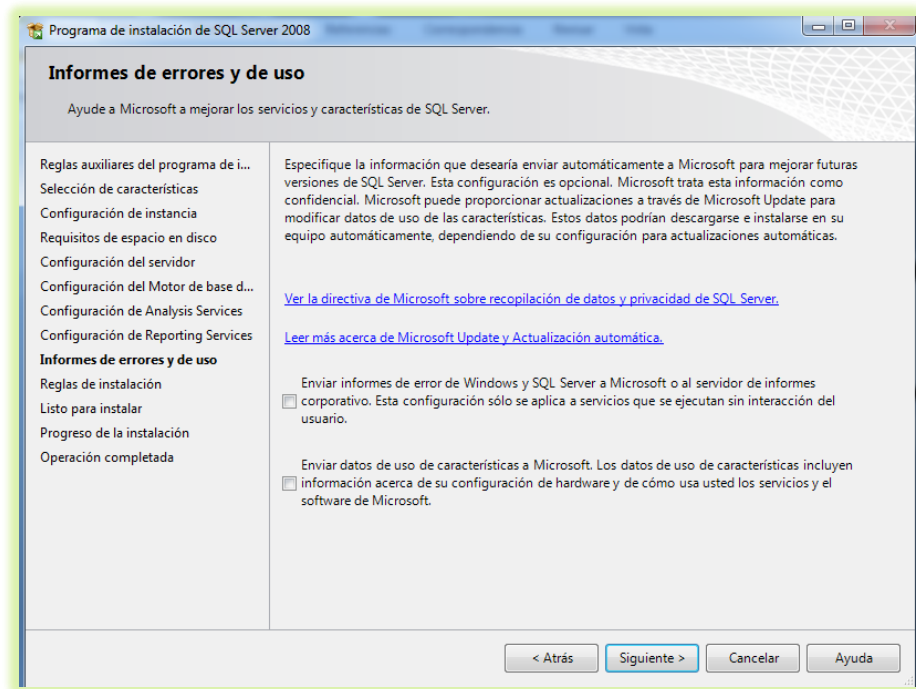 Programa de instalación de SQL Server 2008
Informes de errores y de uso
Ayude a Microsoft a mejorar los servicios y características de SQL Server.
Reglas auxiliares del programa de i...
Selección de características
Configuración de instancia
Requisitos de espacio en disco
Configuración del servidor
Configuración del Motor de base d...
Configuración de Analysis Services
Configuración de Reporting Services
Informes de errores y de uso
Reglas de instalación
Listo para instalar
Progreso de la instalación
Operación completada
Especifique la información que desearía enviar automáticamente a Microsoft para mejorar futuras
versiones de SQL Server. Esta configuración es opcional. Microsoft trata esta información como
confidencial. Microsoft puede proporcionar actualizaciones a través de Microsoft Update para
modificar datos de uso de las características. Estos datos podrían descargarse e instalarse en su
equipo automáticamente, dependiendo de su configuración para actualizaciones automáticas.
Ver la directiva de Microsoft sobre recopilación de datos y privacidad de SQL Server.
Leer más acerca de Microsoft Update y Actualización automática.
Enviar informes de error de Windows y SQL Server a Microsoft o al servidor de informes
corporativo. Esta configuración sólo se aplica a servicios que se ejecutan sin interacción del
usuario.
Enviar datos de uso de características a Microsoft. Los datos de uso de características incluyen
información acerca de su configuración de hardware y de cómo usa usted los servicios y el
software de Microsoft.
< Atrás
Siguiente >
Cancelar
Ayuda